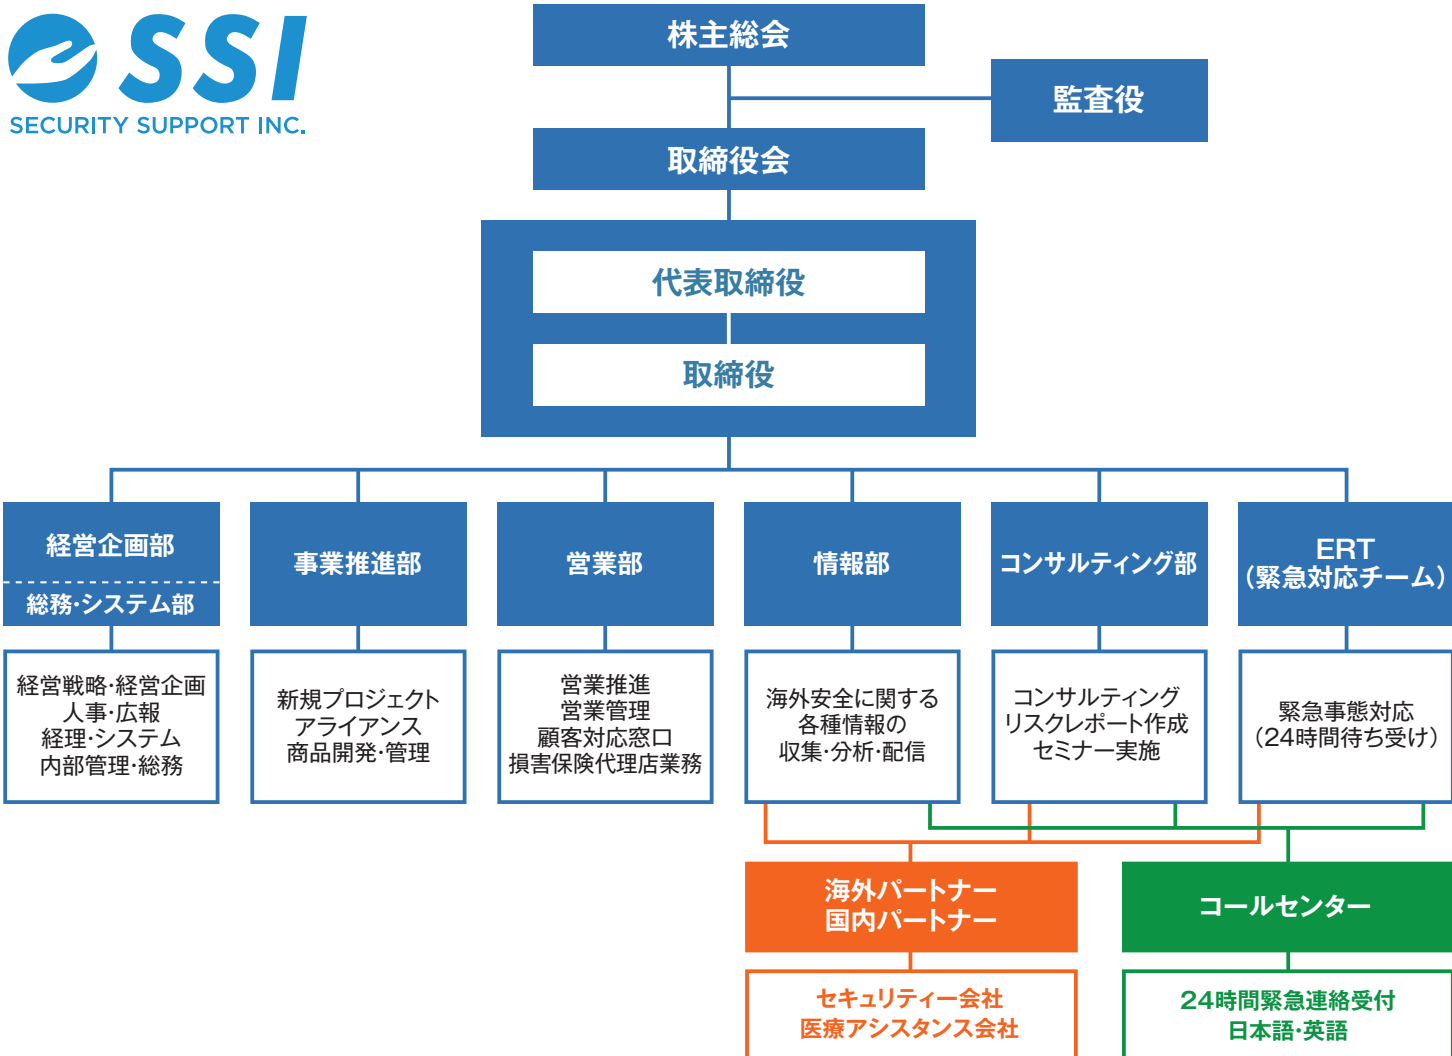 SSI
SECURITY SUPPORT INC.
株主総会
監査役
取締役会
代表取締役
取締役
経営企画部
総務・システム部
事業推進部
営業部
情報部
コンサルティング部
ERT
（緊急対応チーム）
経営戦略・経営企画
人事・広報
経理・システム
内部管理・総務
新規プロジェクト
アライアンス
商品開発・管理
営業推進
営業管理
顧客対応窓口
損害保険代理店業務
海外安全に関する
各種情報の
収集・分析・配信
コンサルティング
リスクレポート作成
セミナー実施
緊急事態対応
（24時間待ち受け）
海外パートナー
国内パートナー
コールセンター
セキュリティー会社
医療アシスタンス会社
24時間緊急連絡受付
日本語・英語